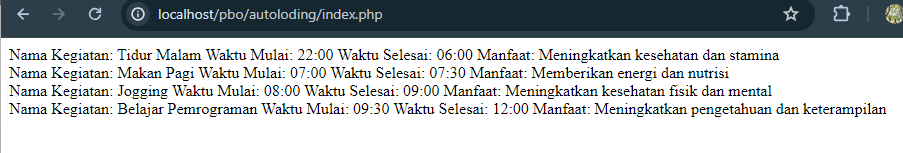 localhost/pbo/autoloding/index.php
Nama Kegiatan: Tidur Malam Waktu Mulai: 22:00 Waktu Selesai: 06:00 Manfaat: Meningkatkan kesehatan dan stamina
Nama Kegiatan: Makan Pagi Waktu Mulai: 07:00 Waktu Selesai: 07:30 Manfaat: Memberikan energi dan nutrisi
Nama Kegiatan: Jogging Waktu Mulai: 08:00 Waktu Selesai: 09:00 Manfaat: Meningkatkan kesehatan fisik dan mental
Nama Kegiatan: Belajar Pemrograman Waktu Mulai: 09:30 Waktu Selesai: 12:00 Manfaat: Meningkatkan pengetahuan dan keterampilan